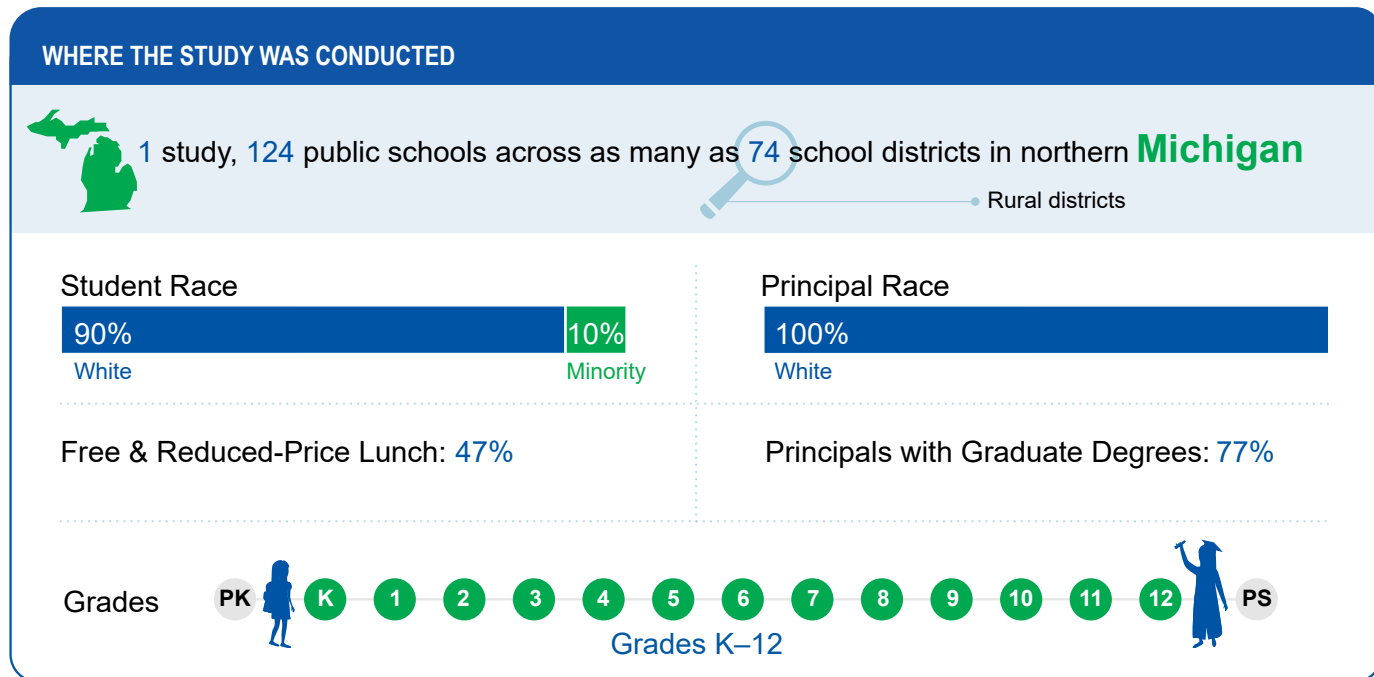 WHERE THE STUDY WAS CONDUCTED
1 study, 124 public schools across as many as 74 school districts in northern Michigan
Rural districts
Student Race
90% 10%
White Minority
Principal Race
100%
White
Free & Reduced-Price Lunch: 47%
Principals with Graduate Degrees: 77%
Grades PK K 1 2 3 4 5 6 7 8 9 10 11 12 PS
Grades K–12